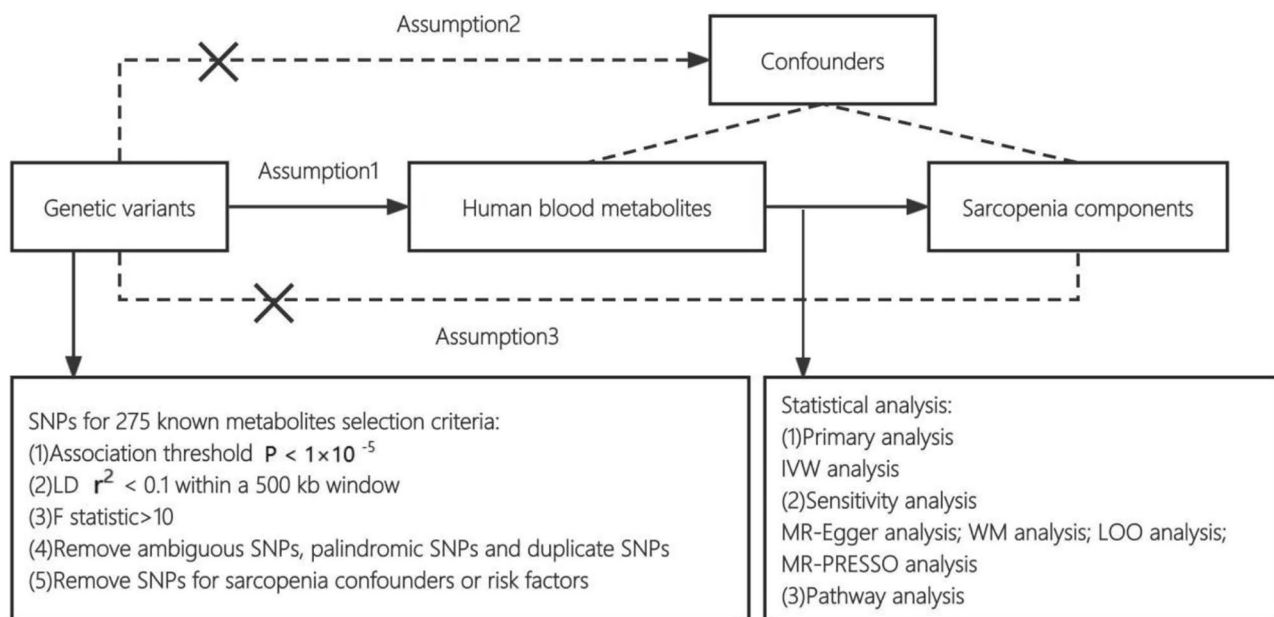 Assumption2
Confounders
Assumption1
Genetic variants
Human blood metabolites
Sarcopenia components
Assumption3
SNPs for 275 known metabolites selection criteria:
(1)Association threshold P < 1×10 ⁻⁵
(2)LD r² < 0.1 within a 500 kb window
(3)F statistic>10
(4)Remove ambiguous SNPs, palindromic SNPs and duplicate SNPs
(5)Remove SNPs for sarcopenia confounders or risk factors
Statistical analysis:
(1)Primary analysis
IVW analysis
(2)Sensitivity analysis
MR-Egger analysis; WM analysis; LOO analysis;
MR-PRESSO analysis
(3)Pathway analysis